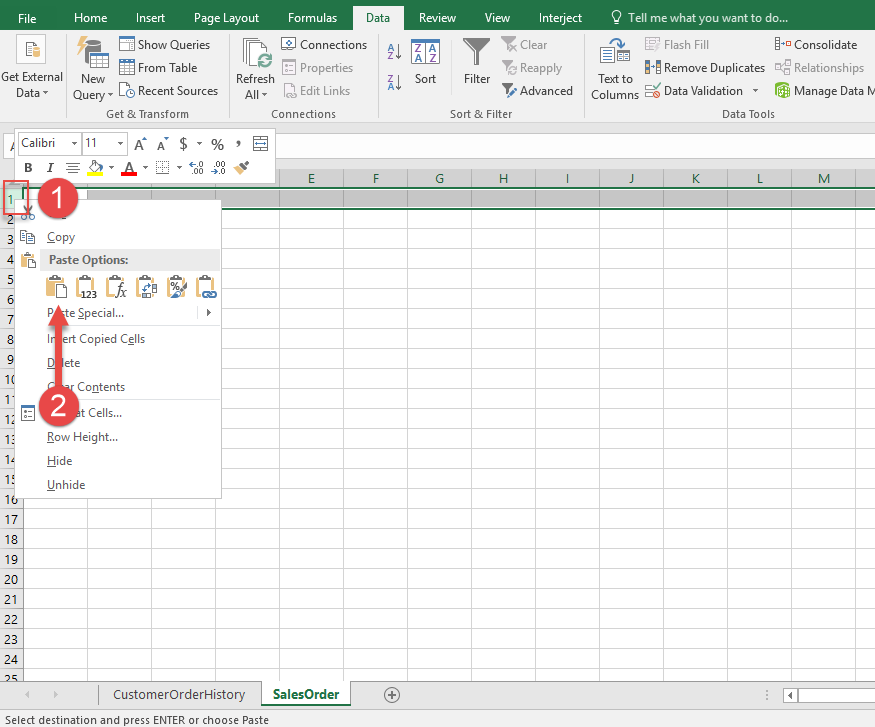 File Home Insert Page Layout Formulas Data Review View Interject Tell me what you want to do...
Get External Data
New Query
Show Queries
From Table
Recent Sources
Get & Transform
Refresh All
Connections
Properties
Edit Links
Connections
Sort
Filter
Clear
Reapply
Advanced
Sort & Filter
Text to Columns
Flash Fill
Remove Duplicates
Data Validation
Consolidate
Relationships
Manage Data M
Data Tools
Calibri 11 A A $ % ,
B I A .00 .00
E F G H I J K L M
1
1
2
Copy
Paste Options:
123 fx %
Paste Special...
Insert Copied Cells
Delete
Clear Contents
2
Cells...
Row Height...
Hide
Unhide
2
3
4
5
6
7
8
9
10
11
12
13
14
15
16
17
18
19
20
21
22
23
24
25
CustomerOrderHistory SalesOrder
Select destination and press ENTER or choose Paste